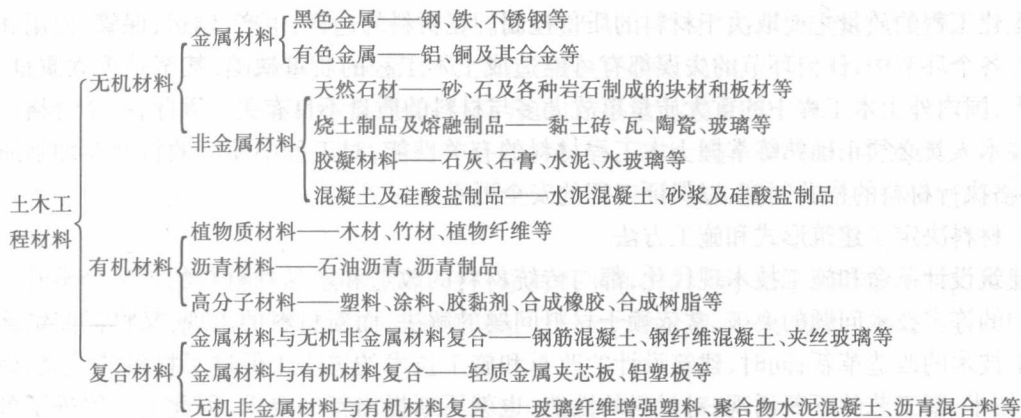 黑色金属——钢、铁、不锈钢等
金属材料
有色金属——铝、铜及其合金等
无机材料
天然石材——砂、石及各种岩石制成的块材和板材等
烧土制品及熔融制品——黏土砖、瓦、陶瓷、玻璃等
非金属材料
胶凝材料——石灰、石膏、水泥、水玻璃等
混凝土及硅酸盐制品——水泥混凝土、砂浆及硅酸盐制品
土木工
程材料
植物质材料——木材、竹材、植物纤维等
有机材料
沥青材料——石油沥青、沥青制品
高分子材料——塑料、涂料、胶黏剂、合成橡胶、合成树脂等
金属材料与无机非金属材料复合——钢筋混凝土、钢纤维混凝土、夹丝玻璃等
复合材料
金属材料与有机材料复合——轻质金属夹芯板、铝塑板等
无机非金属材料与有机材料复合——玻璃纤维增强塑料、聚合物水泥混凝土、沥青混合料等